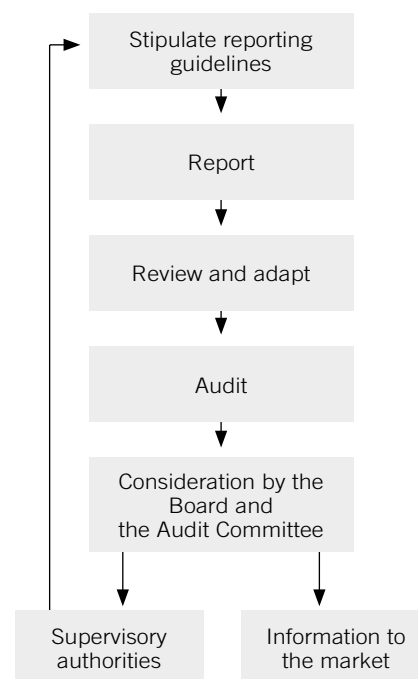 Stipulate reporting
guidelines
Report
Review and adapt
Audit
Consideration by the
Board and
the Audit Committee
Supervisory
authorities
Information to
the market